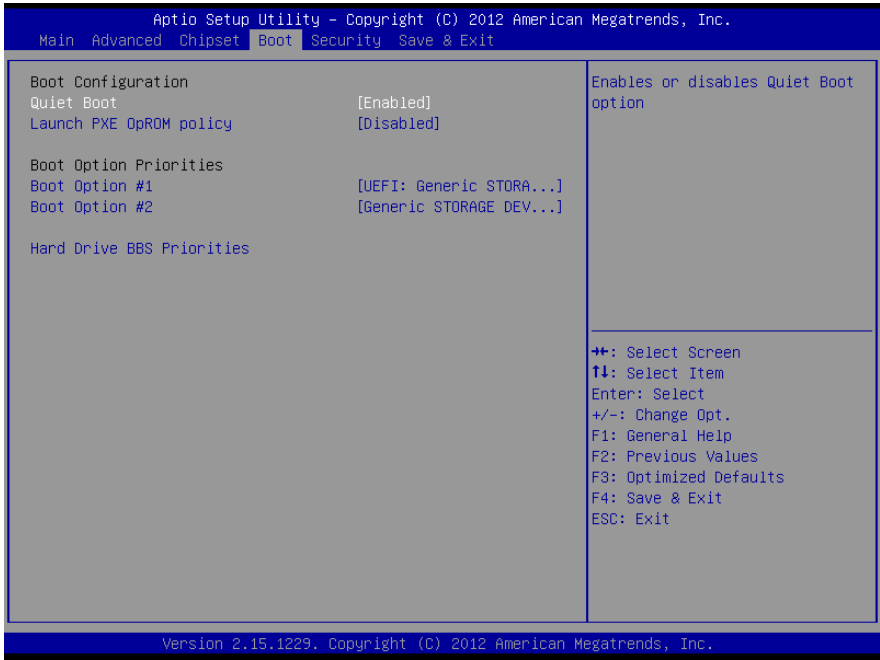 Aptio Setup Utility – Copyright (C) 2012 American Megatrends, Inc.
Main Advanced Chipset Boot Security Save & Exit
Boot Configuration
Quiet Boot [Enabled]
Launch PXE OpROM policy [Disabled]
Boot Option Priorities
Boot Option #1 [UEFI: Generic STORA...]
Boot Option #2 [Generic STORAGE DEV...]
Hard Drive BBS Priorities
Enables or disables Quiet Boot
option
→←: Select Screen
↑↓: Select Item
Enter: Select
+/-: Change Opt.
F1: General Help
F2: Previous Values
F3: Optimized Defaults
F4: Save & Exit
ESC: Exit
Version 2.15.1229. Copyright (C) 2012 American Megatrends, Inc.